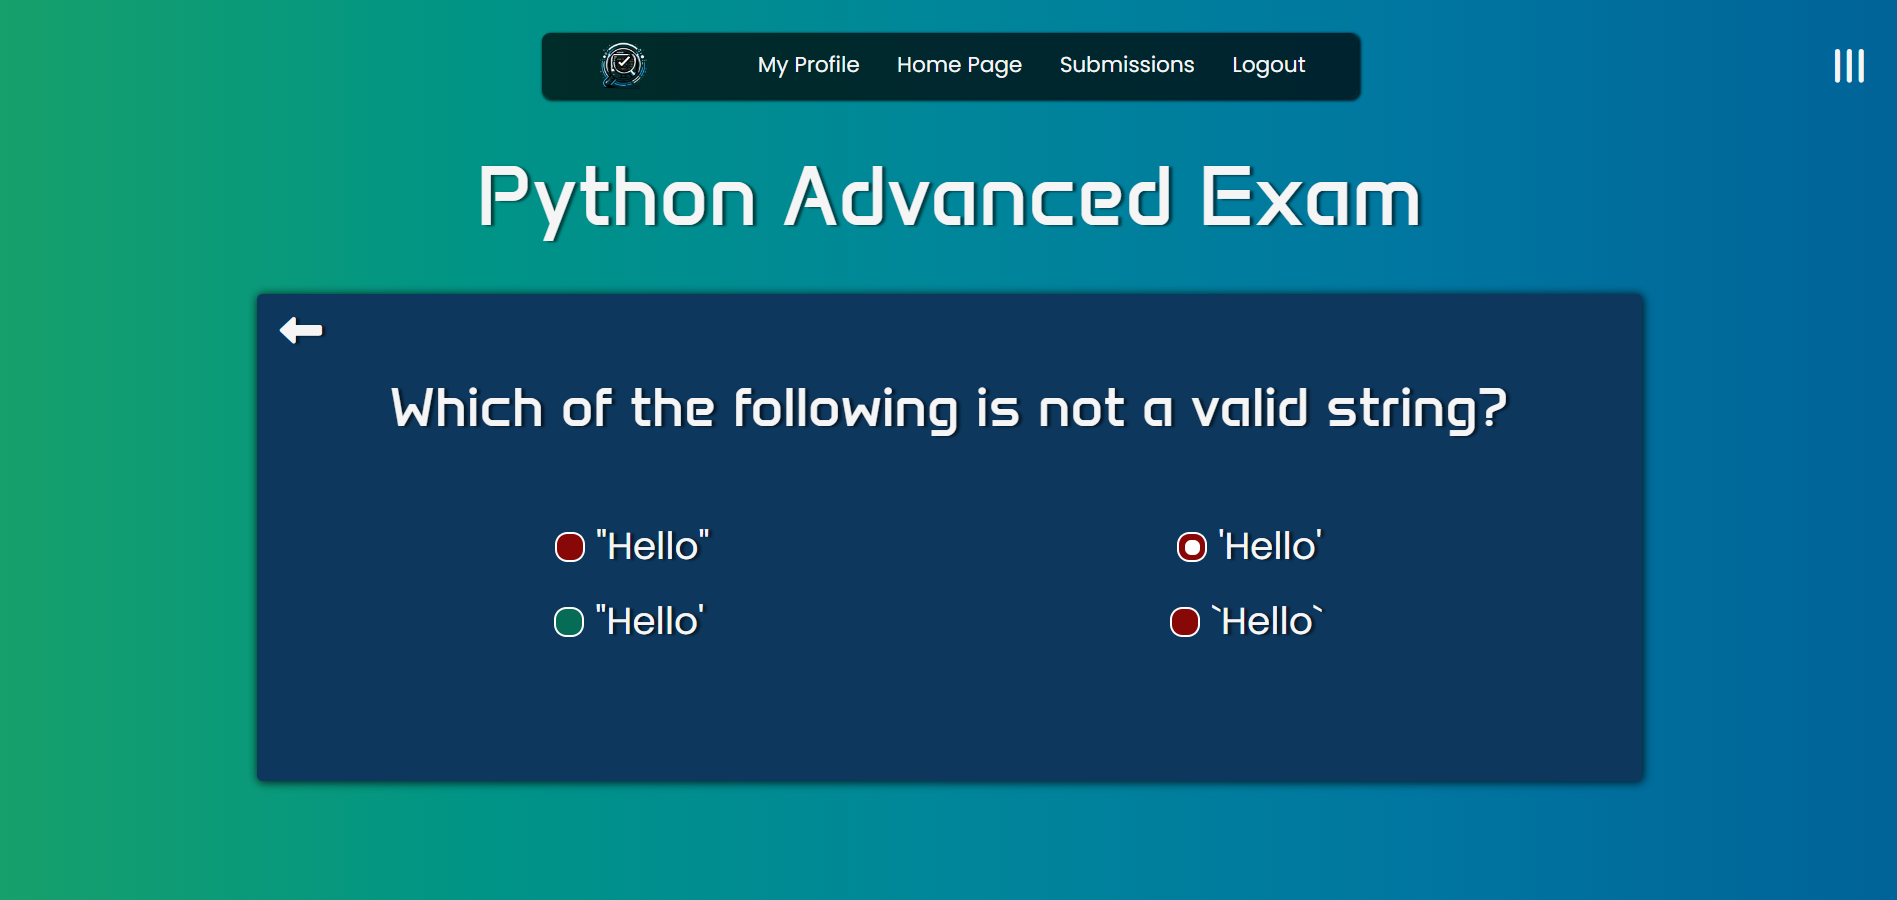 My Profile Home Page Submissions Logout
Python Advanced Exam
Which of the following is not a valid string?
"Hello" 'Hello'
"Hello' `Hello`